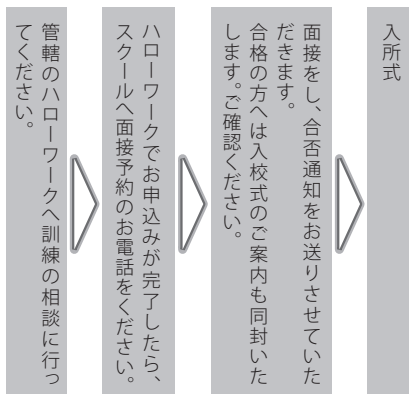 管轄のハローワークへ訓練の相談に行っ
てください。
ハローワークでお申込みが完了したら、
スクールへ面接予約のお電話をください。
面接をし、合否通知をお送りさせていた
だきます。
合格の方へは入校式のご案内も同封いた
します。ご確認ください。
入所式